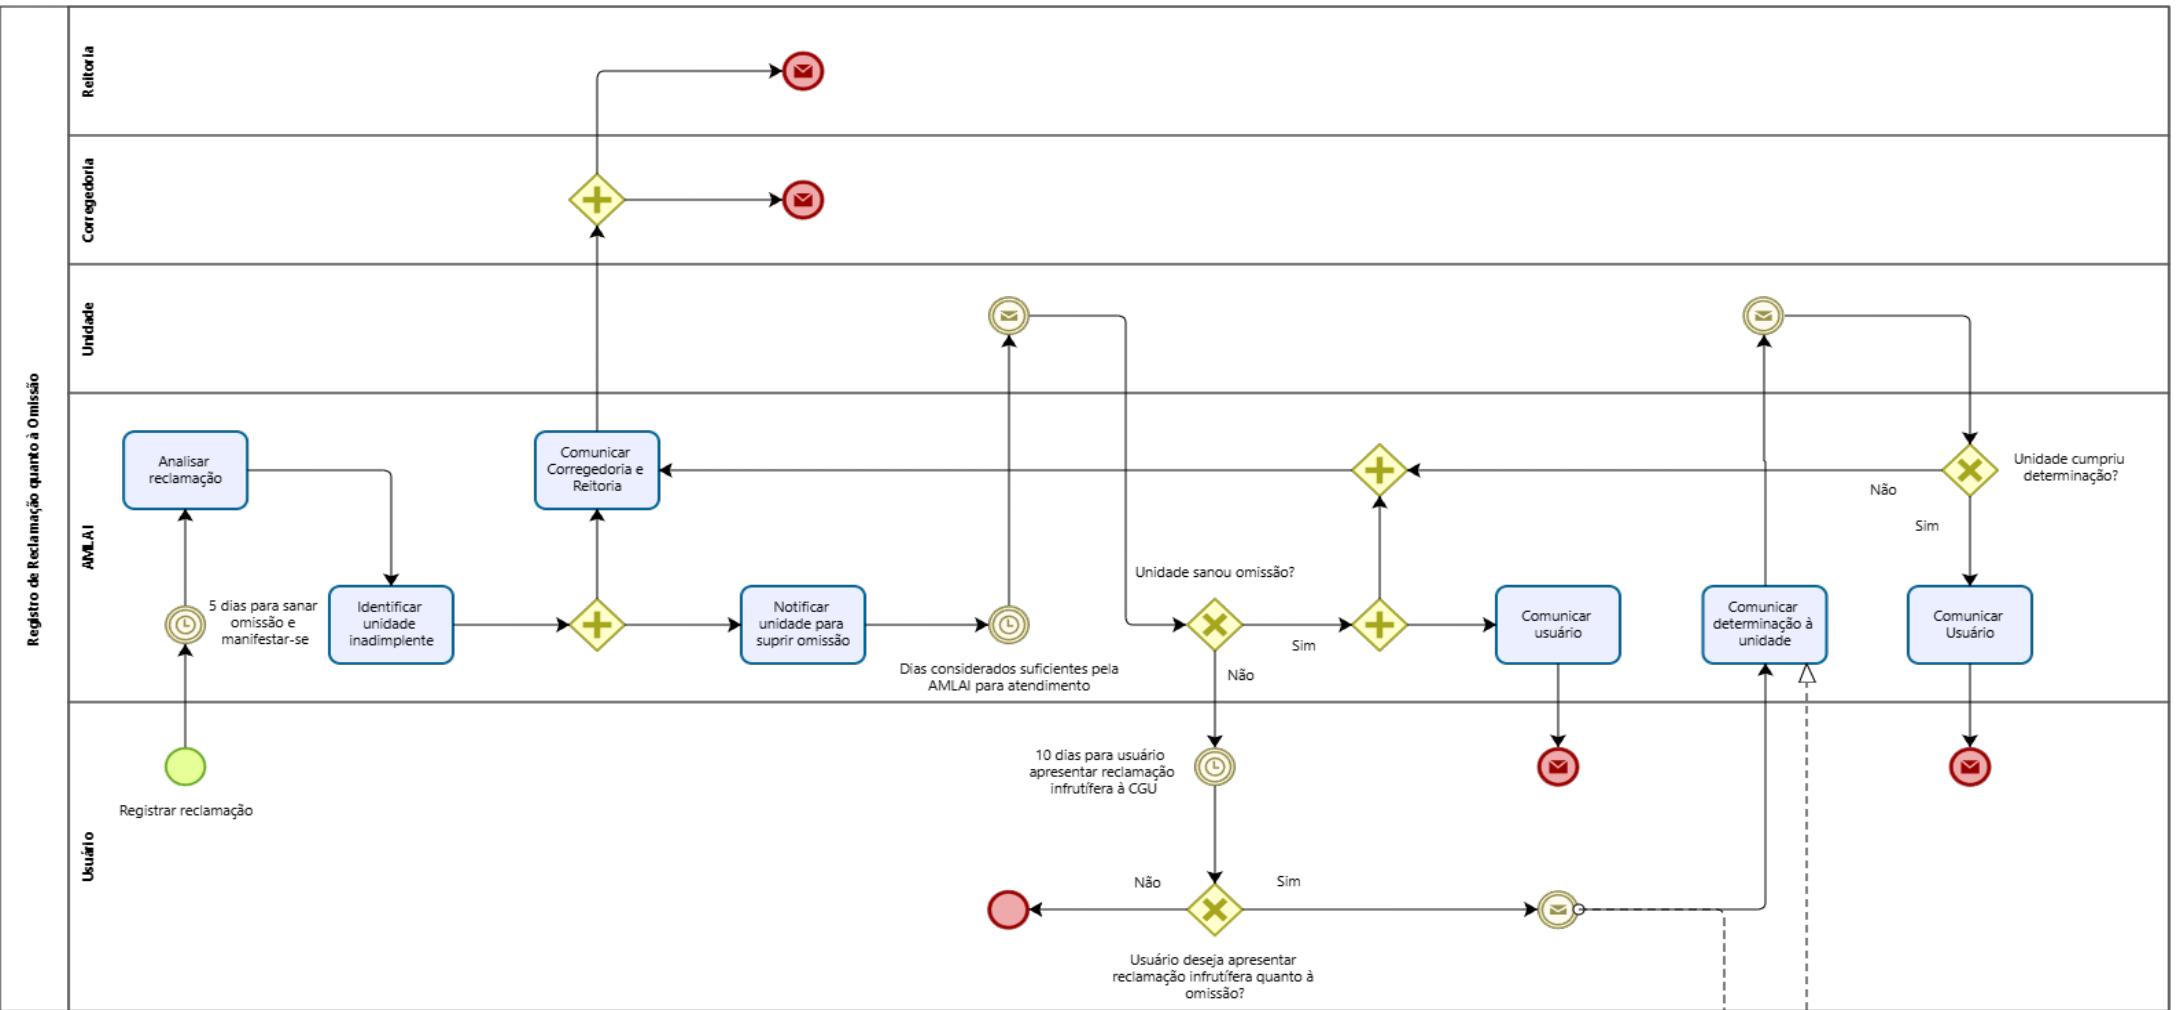 Registro de Reclamação quanto à Omissão
Reitoria
Corregedoria
Unidade
AMLAI
Usuário
Analisar
reclamação
Comunicar
Corregedoria e
Reitoria
Unidade cumpriu
determinação?
Não
Sim
Unidade sanou omissão?
5 dias para sanar
omissão e
manifestar-se
Identificar
unidade
inadimplente
Notificar
unidade para
suprir omissão
Dias considerados suficientes pela
AMLAI para atendimento
Sim
Não
Comunicar
usuário
Comunicar
determinação à
unidade
Comunicar
Usuário
Registrar reclamação
10 dias para usuário
apresentar reclamação
infrutífera à CGU
Não
Sim
Usuário deseja apresentar
reclamação infrutífera quanto à
omissão?